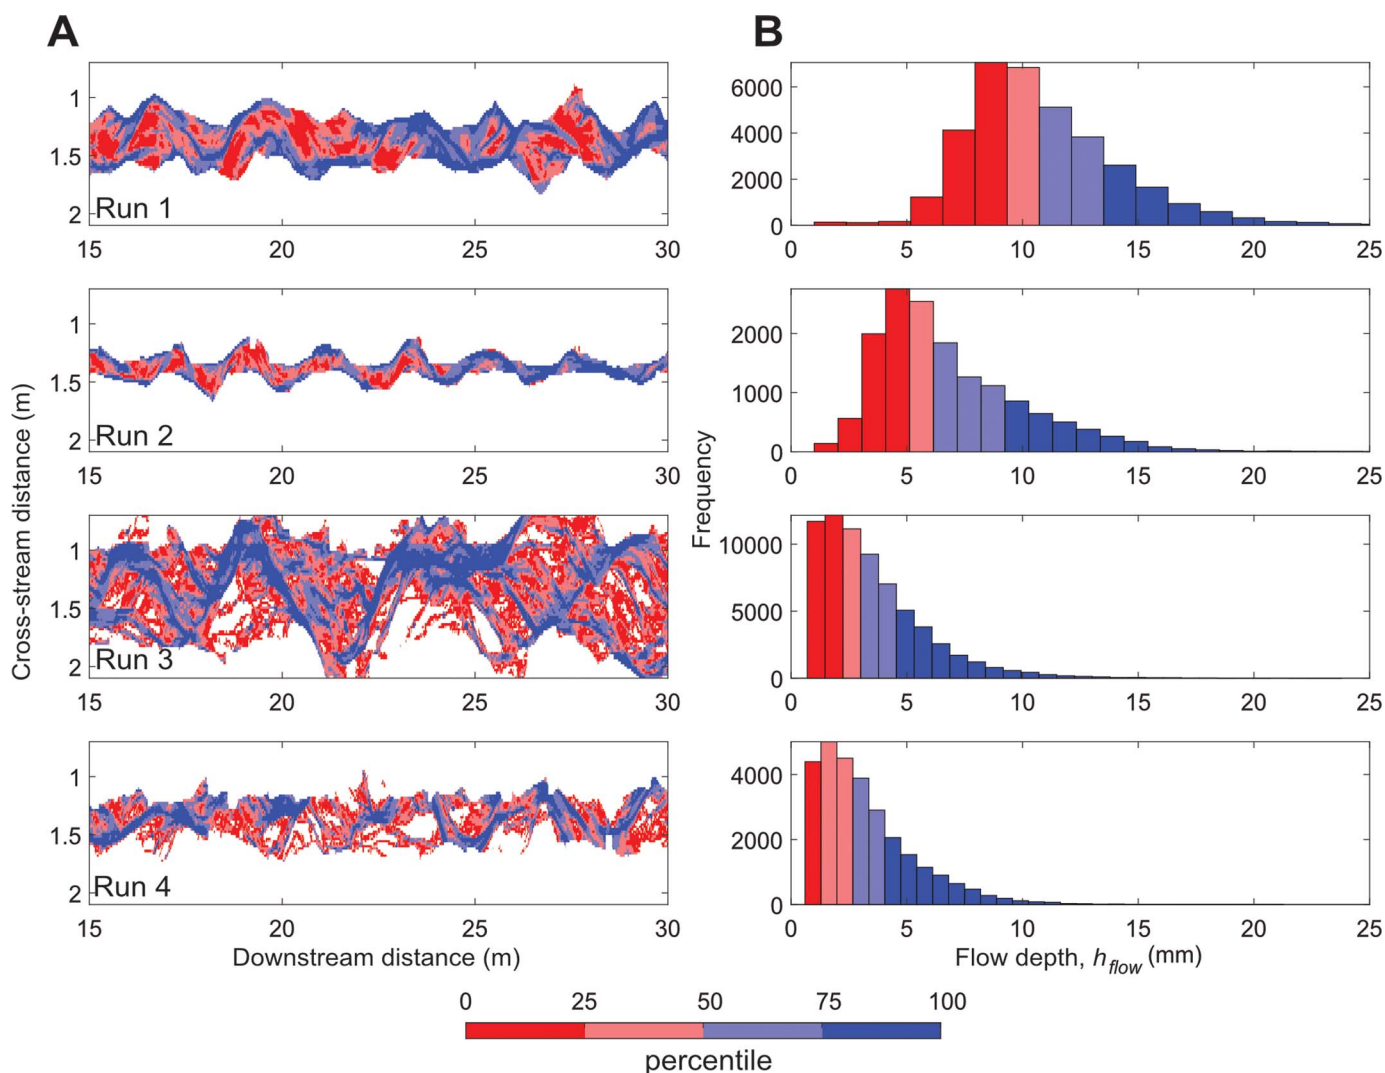 A
B
1
1.5
2
Run 1
15 20 25 30
6000
4000
2000
0
0 5 10 15 20 25
1
1.5
2
Run 2
15 20 25 30
2000
1000
0
0 5 10 15 20 25
Cross-stream distance (m)
Frequency
1
1.5
2
Run 3
15 20 25 30
10000
5000
0
0 5 10 15 20 25
1
1.5
2
Run 4
15 20 25 30
4000
2000
0
0 5 10 15 20 25
Downstream distance (m)
Flow depth, h_flow (mm)
0 25 50 75 100
percentile